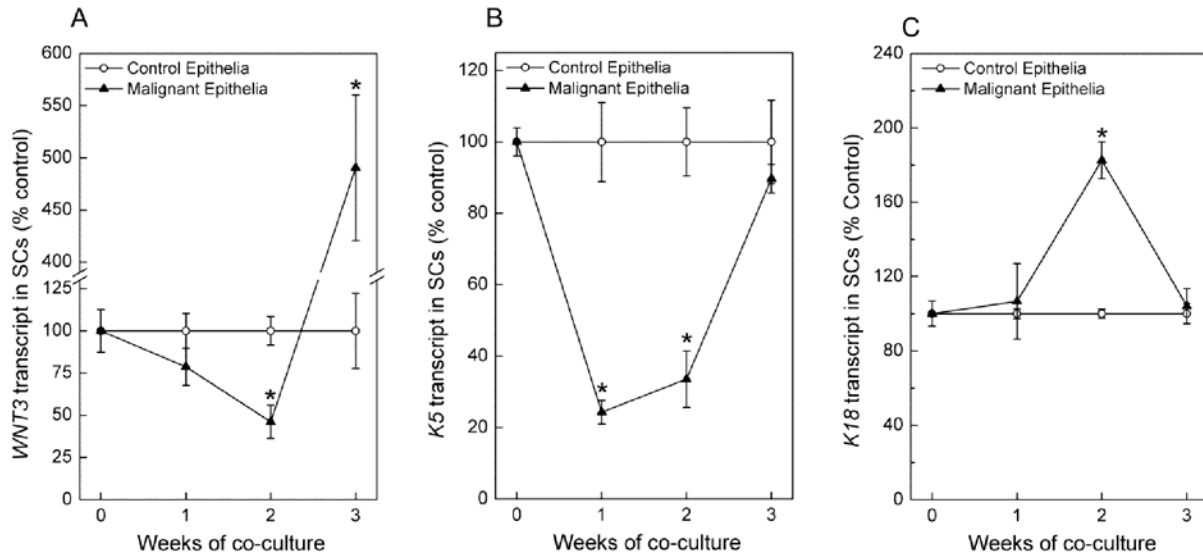 A
WNT3 transcript in SCs (% control)
600
550
500
450
400
125
100
75
50
25
0
Control Epithelia
Malignant Epithelia
*
*
0 1 2 3
Weeks of co-culture
B
K5 transcript in SCs (% control)
120
100
80
60
40
20
0
Control Epithelia
Malignant Epithelia
*
*
0 1 2 3
Weeks of co-culture
C
K18 transcript in SCs (% Control)
240
200
160
120
80
40
0
Control Epithelia
Malignant Epithelia
*
0 1 2 3
Weeks of co-culture